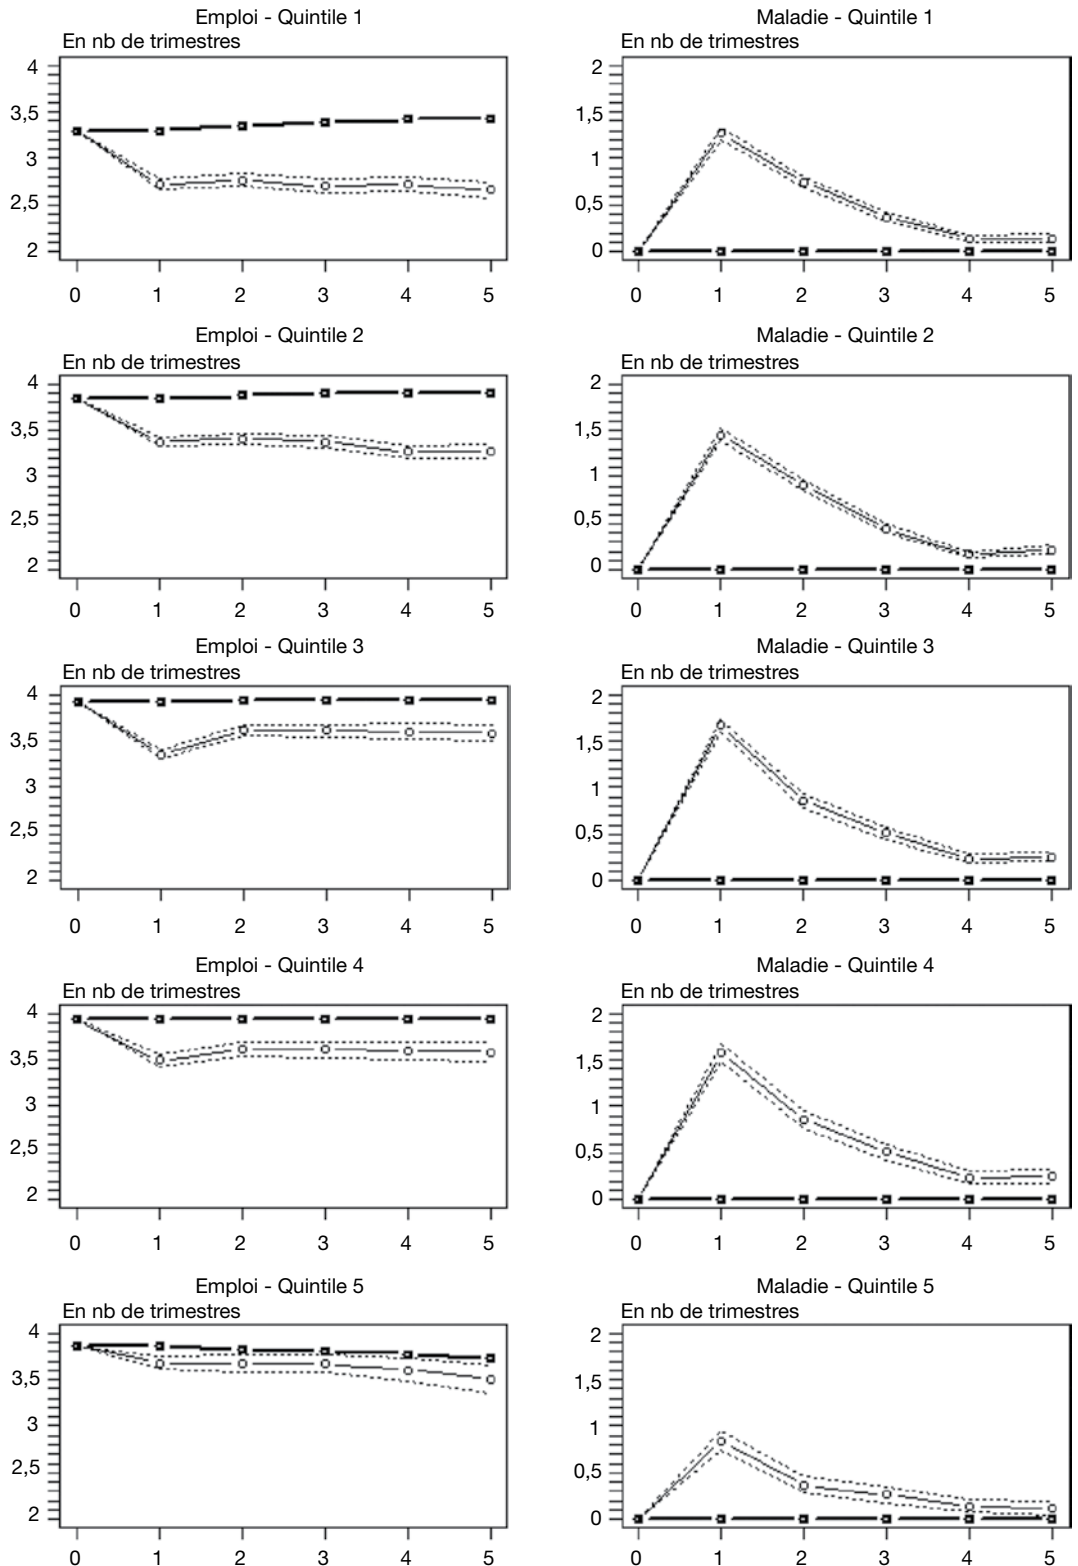 Emploi - Quintile 1
En nb de trimestres
4
3,5
3
2,5
2
0 1 2 3 4 5
Maladie - Quintile 1
En nb de trimestres
2
1,5
1
0,5
0
0 1 2 3 4 5
Emploi - Quintile 2
En nb de trimestres
4
3,5
3
2,5
2
0 1 2 3 4 5
Maladie - Quintile 2
En nb de trimestres
2
1,5
1
0,5
0
0 1 2 3 4 5
Emploi - Quintile 3
En nb de trimestres
4
3,5
3
2,5
2
0 1 2 3 4 5
Maladie - Quintile 3
En nb de trimestres
2
1,5
1
0,5
0
0 1 2 3 4 5
Emploi - Quintile 4
En nb de trimestres
4
3,5
3
2,5
2
0 1 2 3 4 5
Maladie - Quintile 4
En nb de trimestres
2
1,5
1
0,5
0
0 1 2 3 4 5
Emploi - Quintile 5
En nb de trimestres
4
3,5
3
2,5
2
0 1 2 3 4 5
Maladie - Quintile 5
En nb de trimestres
2
1,5
1
0,5
0
0 1 2 3 4 5